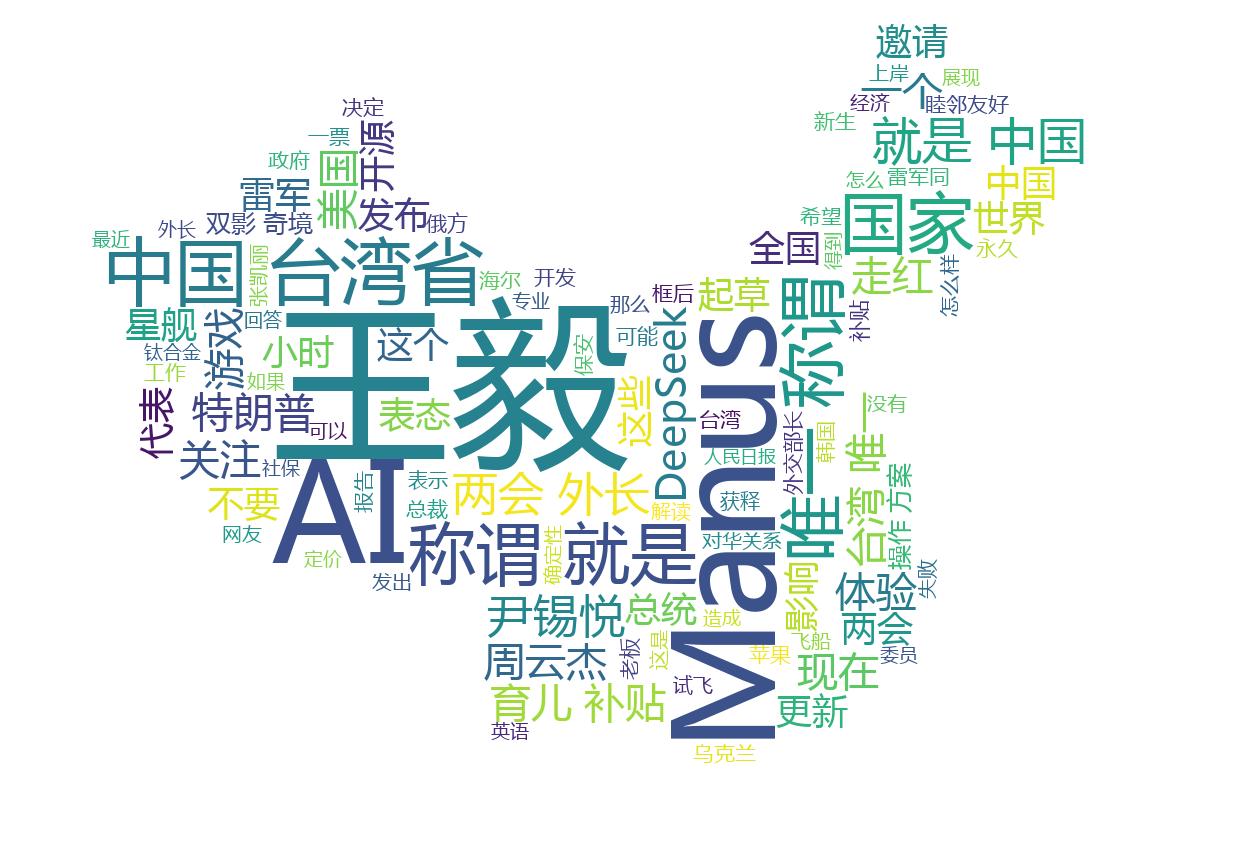 邀请
上岸
展现
一个
经济
睦邻友好
新生
就是 中国
决定
一票
开源
政府
美国
雷军
发布
双影 奇境
俄方
外长
最近
怎么
雷军同
中国
希望
国家
世界
全国
得到
永久
中国
台湾省
张凯丽
海尔
开发
专业
那么
框后
起草
走红
怎么样
星舰
游戏
回答
钛合金
小时
这个
王毅
保安
可能
DeepSeek
Manus
称谓
补贴
工作
如果
代表
特朗普
可以
表态
这些
台湾
没有
关注
社保
人民日报
外交部长
韩国
唯一
唯一
不要
AI
报告
表示
总裁
两会 外长
解读
获释
台湾
操作 方案
网友
定价
发出
称谓
确定性
就是
对华关系
影响
体验
失败
尹锡悦
总统
造成
两会
飞船
委员
周云杰
老板
这是
苹果
现在
试飞
育儿 补贴
更新
英语
乌克兰